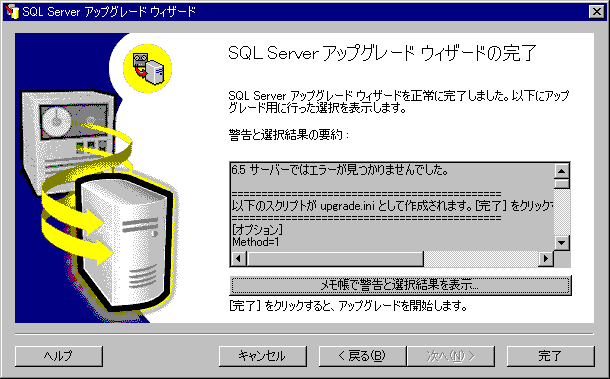 SQL Server アップグレード ウィザード
SQL Server アップグレード ウィザードの完了
SQL Server アップグレード ウィザードを正常に完了しました。以下にアップ
グレード用に行った選択を表示します。
警告と選択結果の要約:
6.5 サーバーではエラーが見つかりませんでした。
========================================
以下のスクリプトが upgrade.ini として作成されます。[完了] をクリック
========================================
[オプション]
Method=1
メモ帳で警告と選択結果を表示...
[完了] をクリックすると、アップグレードを開始します。
ヘルプ
キャンセル
< 戻る(B)
次へ(N) >
完了